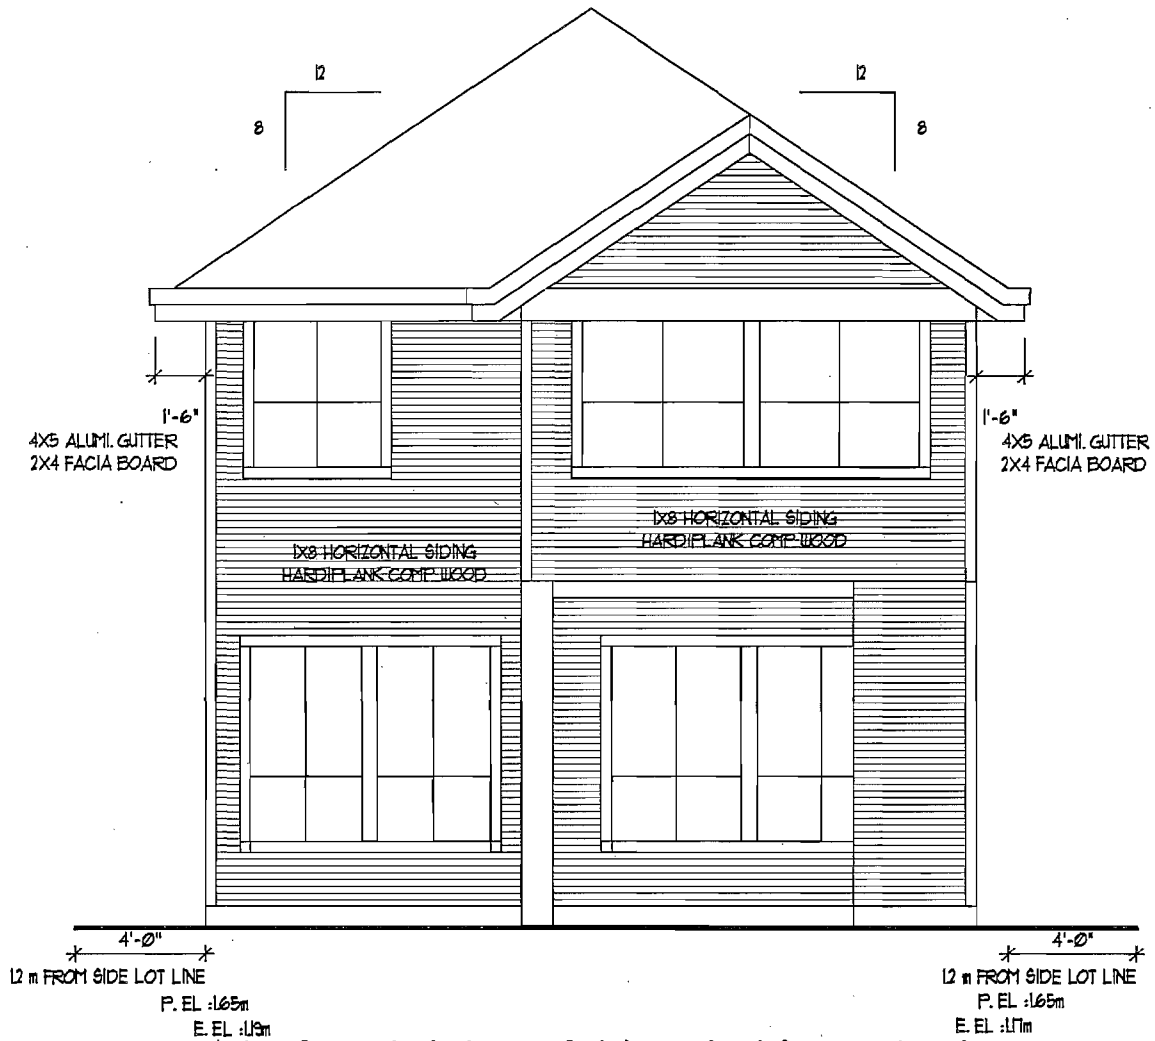 12
12
8
8
1'-6"
1'-6"
4X5 ALUMI. GUTTER
2X4 FACIA BOARD
4X5 ALUMI. GUTTER
2X4 FACIA BOARD
1X8 HORIZONTAL SIDING
HARDIPLANK COMP WOOD
1X8 HORIZONTAL SIDING
HARDIPLANK COMP WOOD
4'-0"
4'-0"
1.2 m FROM SIDE LOT LINE
P. EL :1.65m
E. EL :1.19m
1.2 m FROM SIDE LOT LINE
P. EL :1.65m
E. EL :1.17m